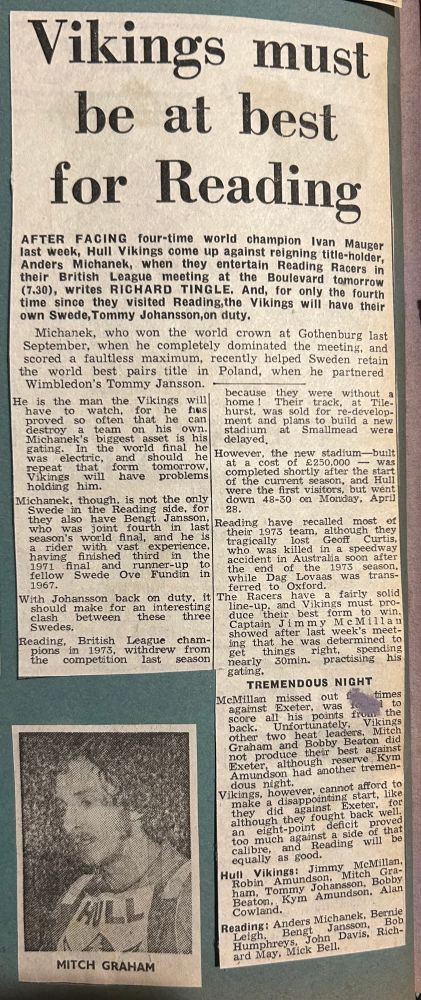 Vikings must
be at best
for Reading
AFTER FACING four-time world champion Ivan Mauger
last week, Hull Vikings come up against reigning title-holder,
Anders Michanek, when they entertain Reading Racers in
their British League meeting at the Boulevard tomorrow
(7.30), writes RICHARD TINGLE. And, for only the fourth
time since they visited Reading,the Vikings will have their
own Swede,Tommy Johansson,on duty.
Michanek, who won the world crown at Gothenburg last
September, when he completely dominated the meeting, and
scored a faultless maximum, recently helped Sweden retain
the world best pairs title in Poland, when he partnered
Wimbledon's Tommy Jansson.
He is the man the Vikings will
have to watch, for he has
proved so often that he can
destroy a team on his own.
Michanek's biggest asset is his
gating. In the world final he
was electric, and should he
repeat that form tomorrow,
Vikings will have problems
holding him.
Michanek, though, is not the only
Swede in the Reading side, for
they also have Bengt Jansson,
who was joint fourth in last
season's world final, and he is
a rider with vast experience,
having finished third in the
1971 final and runner-up to
fellow Swede Ove Fundin in
1967.
With Johansson back on duty, it
should make for an interesting
clash between these three
Swedes.
Reading, British League cham-
pions in 1973, withdrew from
the competition last season
because they were without a
home! Their track, at Tile-
hurst, was sold for re-develop-
ment and plans to build a new
stadium at Smallmead were
delayed.
However, the new stadium—built
at a cost of £250,000 — was
completed shortly after the start
of the current season, and Hull
were the first visitors, but went
down 48-30 on Monday, April
28.
Reading have recalled most of
their 1973 team, although they
tragically lost Geoff Curtis,
who was killed in a speedway
accident in Australia soon after
the end of the 1973 season,
while Dag Lovaas was trans-
ferred to Oxford.
The Racers have a fairly solid
line-up, and Vikings must pro-
duce their best form to win.
Captain Jimmy McMillan
showed after last week's meet-
ing that he was determined to
get things right, spending
nearly 30min. practising his
gating.
TREMENDOUS NIGHT
McMillan missed out times
against Exeter, was to
score all his points from the
back. Unfortunately, Vikings
other two heat leaders, Mitch
Graham and Bobby Beaton did
not produce their best against
Exeter, although reserve Kym
Amundson had another tremen-
dous night.
Vikings, however, cannot afford to
make a disappointing start, like
they did against Exeter, for
although they fought back well,
an eight-point deficit proved
too much against a side of that
calibre, and Reading will be
equally as good.
Hull Vikings: Jimmy McMillan,
Robin Amundson, Mitch Gra-
ham, Tommy Johansson, Bobby
Beaton, Kym Amundson, Alan
Cowland.
Reading: Anders Michanek, Bernie
Leigh, Bengt Jansson, Bob
Humphreys, John Davis, Rich-
ard May, Mick Bell.
HULL
MITCH GRAHAM